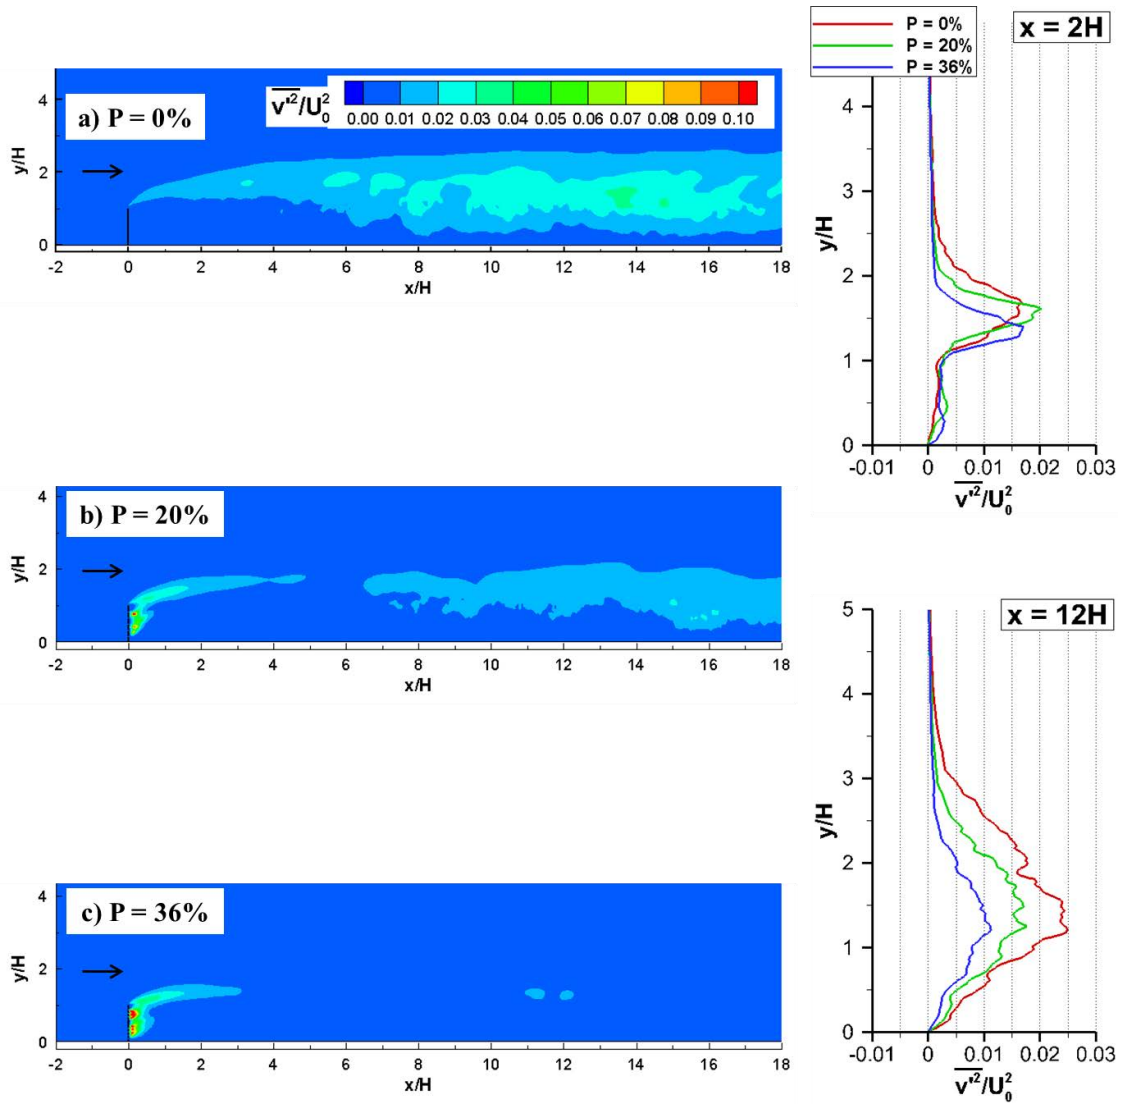 P = 0%
P = 20%
P = 36%
x = 2H
a) P = 0%
v'²/U₀²
0.00 0.01 0.02 0.03 0.04 0.05 0.06 0.07 0.08 0.09 0.10
y/H
4
2
0
-2 0 2 4 6 8 10 12 14 16 18
x/H
y/H
4
3
2
1
0
-0.01 0 0.01 0.02 0.03
v'²/U₀²
b) P = 20%
y/H
4
2
0
-2 0 2 4 6 8 10 12 14 16 18
x/H
x = 12H
y/H
5
4
3
2
1
0
-0.01 0 0.01 0.02 0.03
v'²/U₀²
c) P = 36%
y/H
4
2
0
-2 0 2 4 6 8 10 12 14 16 18
x/H